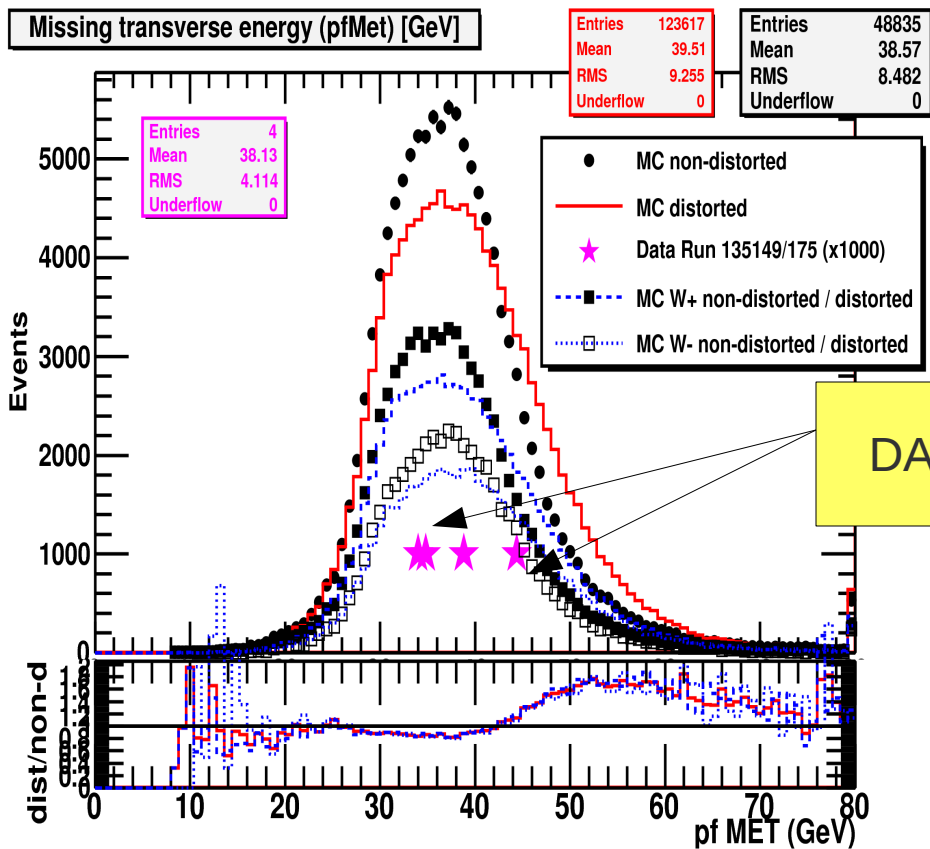 Missing transverse energy (pfMet) [GeV]
Entries 123617
Mean 39.51
RMS 9.255
Underflow 0
Entries 48835
Mean 38.57
RMS 8.482
Underflow 0
Entries 4
Mean 38.13
RMS 4.114
Underflow 0
MC non-distorted
MC distorted
Data Run 135149/175 (x1000)
MC W+ non-distorted / distorted
MC W- non-distorted / distorted
DA
Events
5000
4000
3000
2000
1000
0
dist/non-d
0 10 20 30 40 50 60 70 80
pf MET (GeV)